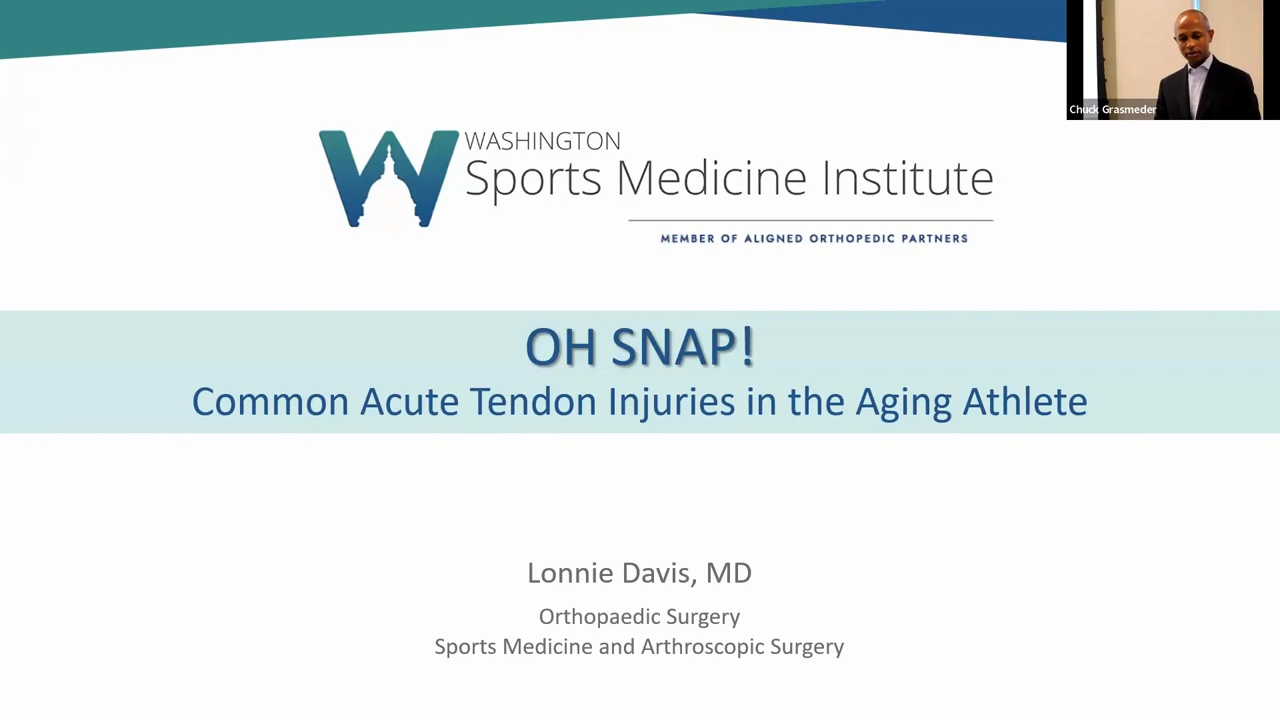 Chuck Grasmeder
WASHINGTON
Sports Medicine Institute
MEMBER OF ALIGNED ORTHOPEDIC PARTNERS
OH SNAP!
Common Acute Tendon Injuries in the Aging Athlete
Lonnie Davis, MD
Orthopaedic Surgery
Sports Medicine and Arthroscopic Surgery